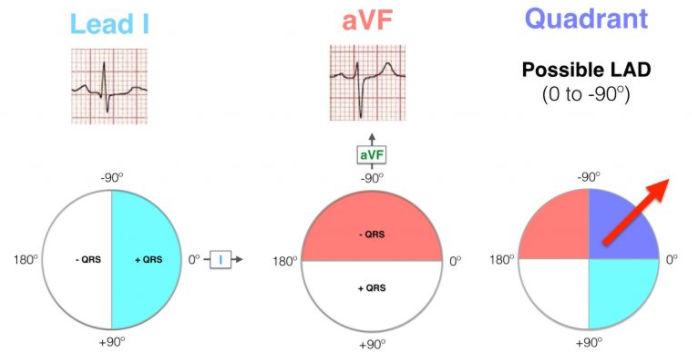 Lead I
aVF
Quadrant
Possible LAD
(0 to -90º)
aVF
-90º
-90º
-90º
- QRS
180º
- QRS
+ QRS
0º
I
180º
0º
180º
0º
+ QRS
+90º
+90º
+90º